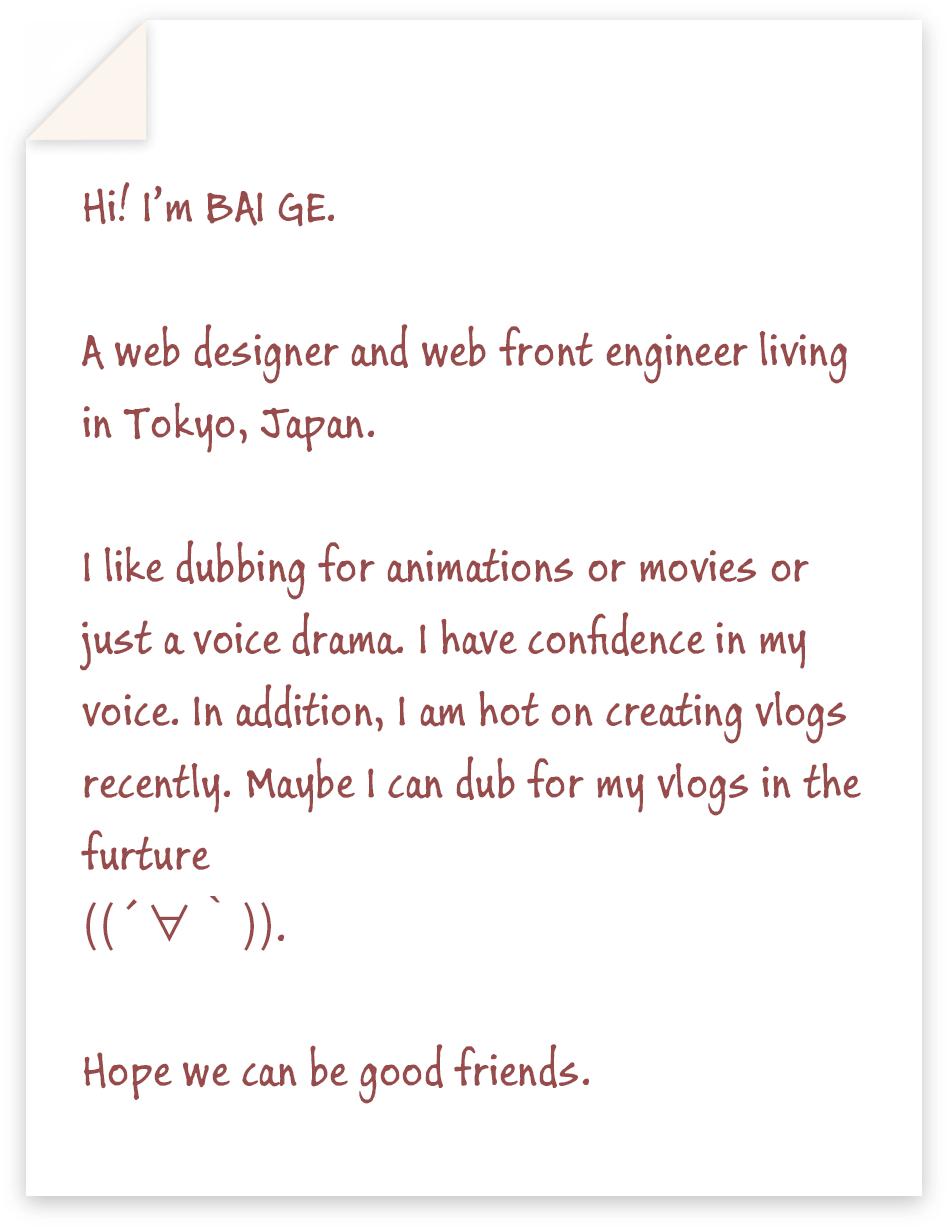 Hi! I'm BAI GE.
A web designer and web front engineer living
in Tokyo, Japan.
I like dubbing for animations or movies or
just a voice drama. I have confidence in my
voice. In addition, I am hot on creating vlogs
recently. Maybe I can dub for my vlogs in the
furture
((´∀｀)).
Hope we can be good friends.